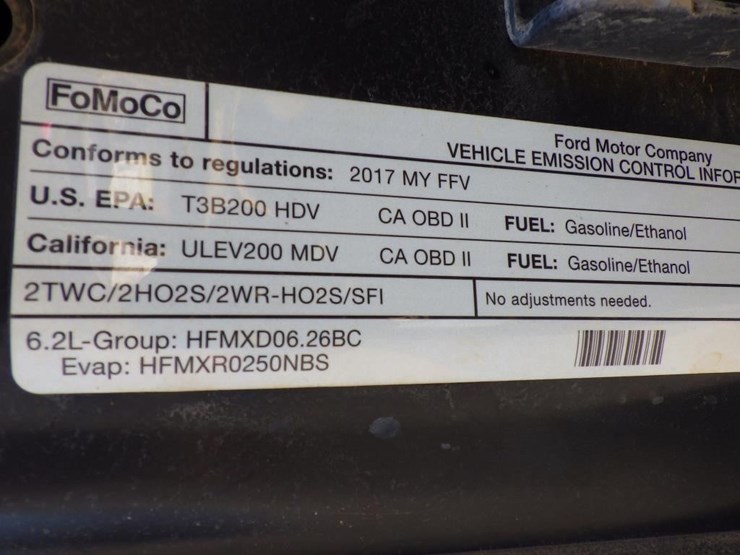 FoMoCo
Ford Motor Company
VEHICLE EMISSION CONTROL
Conforms to regulations: 2017 MY FFV
U.S. EPA: T3B200 HDV CA OBD II FUEL: Gasoline/Ethanol
California: ULEV200 MDV CA OBD II FUEL: Gasoline/Ethanol
2TWC/2HO2S/2WR-HO2S/SFI No adjustments needed.
6.2L-Group: HFMXD06.26BC
Evap: HFMXR0250NBS